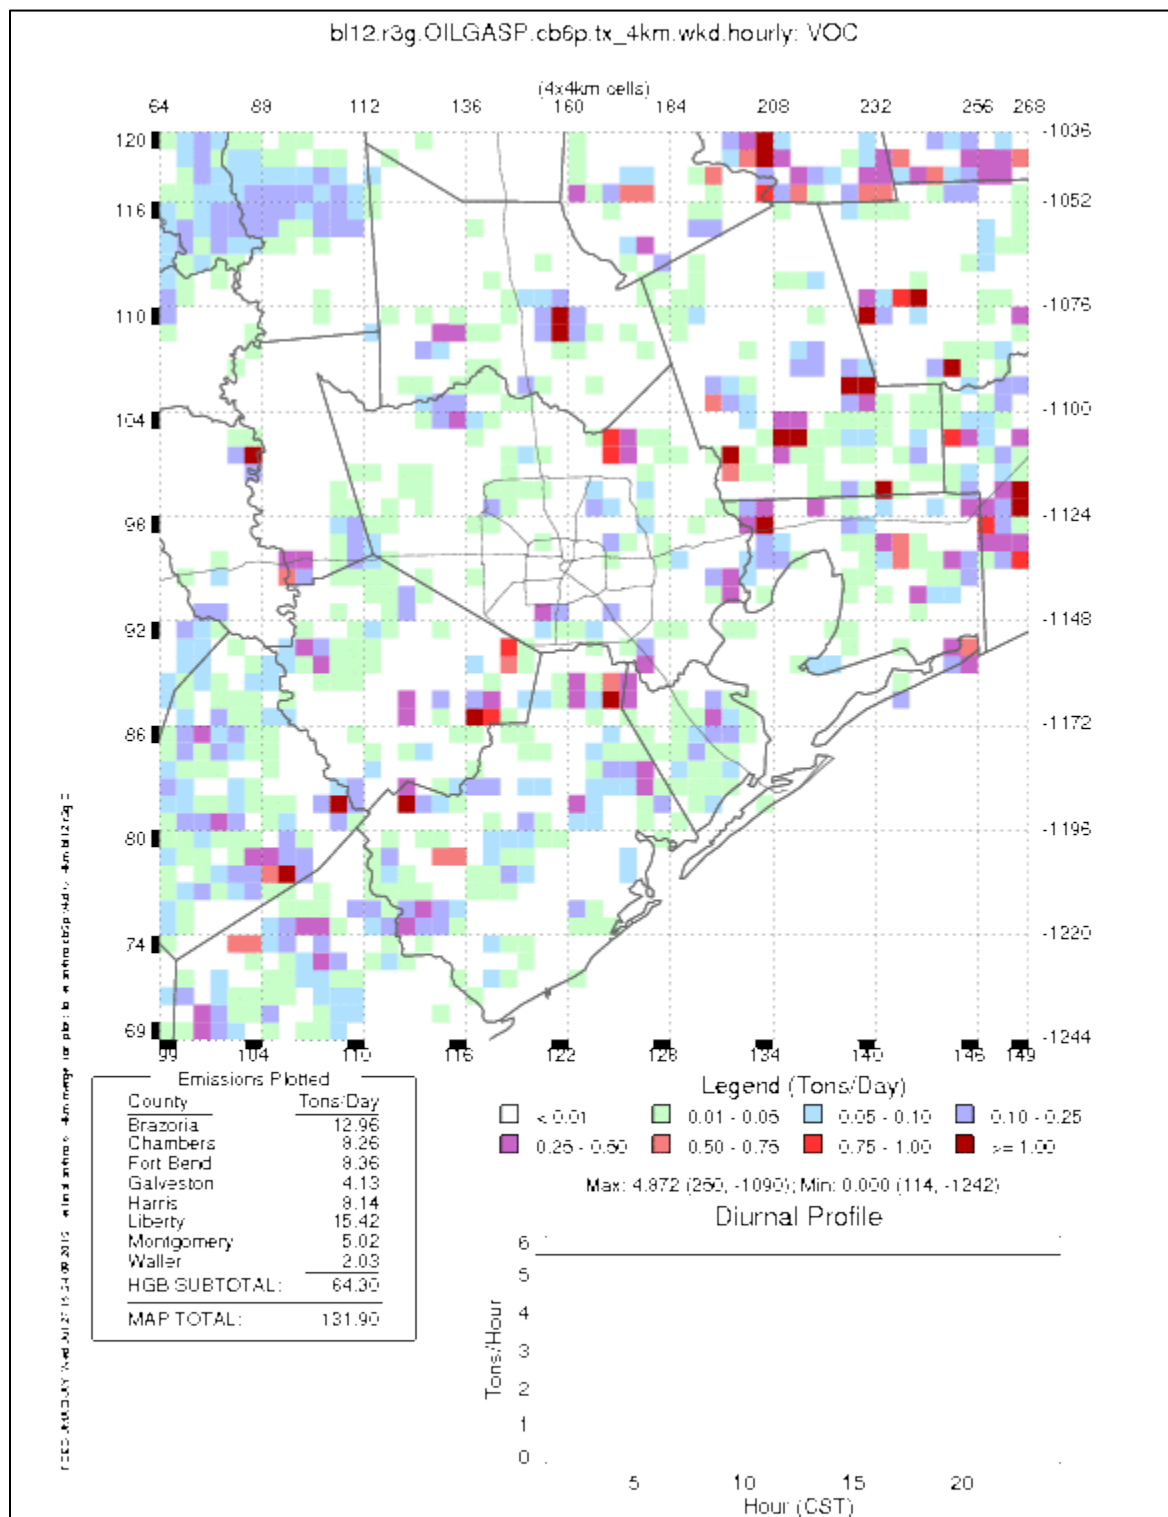 bl12.r3g.OILGASP.cb6p.tx_4km.wkd.hourly: VOC
(4x4km cells)
64 88 112 136 160 184 208 232 256 268
120 -1036
116 -1052
110 -1076
104 -1100
98 -1124
92 -1148
86 -1172
80 -1196
74 -1220
69 -1244
99 104 110 116 122 128 134 140 146 149
Emissions Plotted
County Tons/Day
Brazoria 12.96
Chambers 8.26
Fort Bend 8.36
Galveston 4.13
Harris 8.14
Liberty 15.42
Montgomery 5.02
Waller 2.03
HGB SUBTOTAL: 64.30
MAP TOTAL: 131.90
Legend (Tons/Day)
< 0.01 0.01 - 0.05 0.05 - 0.10 0.10 - 0.25
0.25 - 0.50 0.50 - 0.75 0.75 - 1.00 >= 1.00
Max: 4.872 (250, -1090); Min: 0.000 (114, -1242)
Diurnal Profile
6
5
4
3
2
1
0
Tons/Hour
5 10 15 20
Hour (CST)